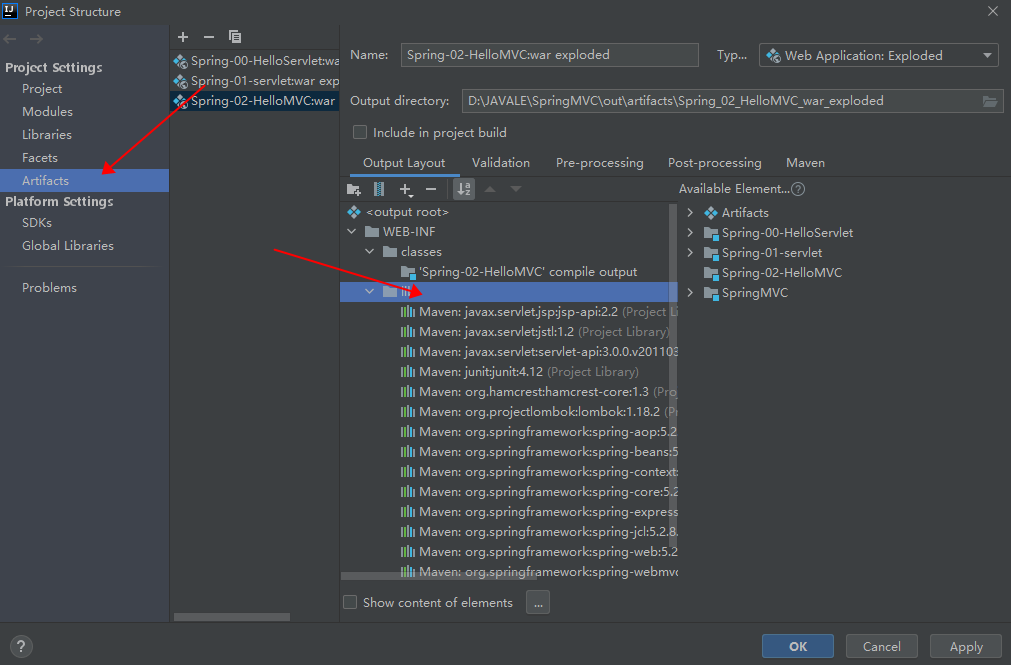 Project Structure
Project Settings
Project
Modules
Libraries
Facets
Artifacts
Platform Settings
SDKs
Global Libraries
Problems
Spring-00-HelloServlet:wa
Spring-01-servlet:war exp
Spring-02-HelloMVC:war
Name: Spring-02-HelloMVC:war exploded Typ... Web Application: Exploded
Output directory: D:\JAVALE\SpringMVC\out\artifacts\Spring_02_HelloMVC_war_exploded
Include in project build
Output Layout Validation Pre-processing Post-processing Maven
<output root>
WEB-INF
classes
'Spring-02-HelloMVC' compile output
Maven: javax.servlet.jsp:jsp-api:2.2 (Project Li
Maven: javax.servlet:jstl:1.2 (Project Library)
Maven: javax.servlet:servlet-api:3.0.0.v201103
Maven: junit:junit:4.12 (Project Library)
Maven: org.hamcrest:hamcrest-core:1.3 (Pro
Maven: org.projectlombok:lombok:1.18.2 (P
Maven: org.springframework:spring-aop:5.2
Maven: org.springframework:spring-beans:5
Maven: org.springframework:spring-context:
Maven: org.springframework:spring-core:5.2
Maven: org.springframework:spring-express
Maven: org.springframework:spring-jcl:5.2.8.
Maven: org.springframework:spring-web:5.2
Maven: org.springframework:spring-webmvc
Available Element... ?
Artifacts
Spring-00-HelloServlet
Spring-01-servlet
Spring-02-HelloMVC
SpringMVC
Show content of elements ...
? OK Cancel Apply